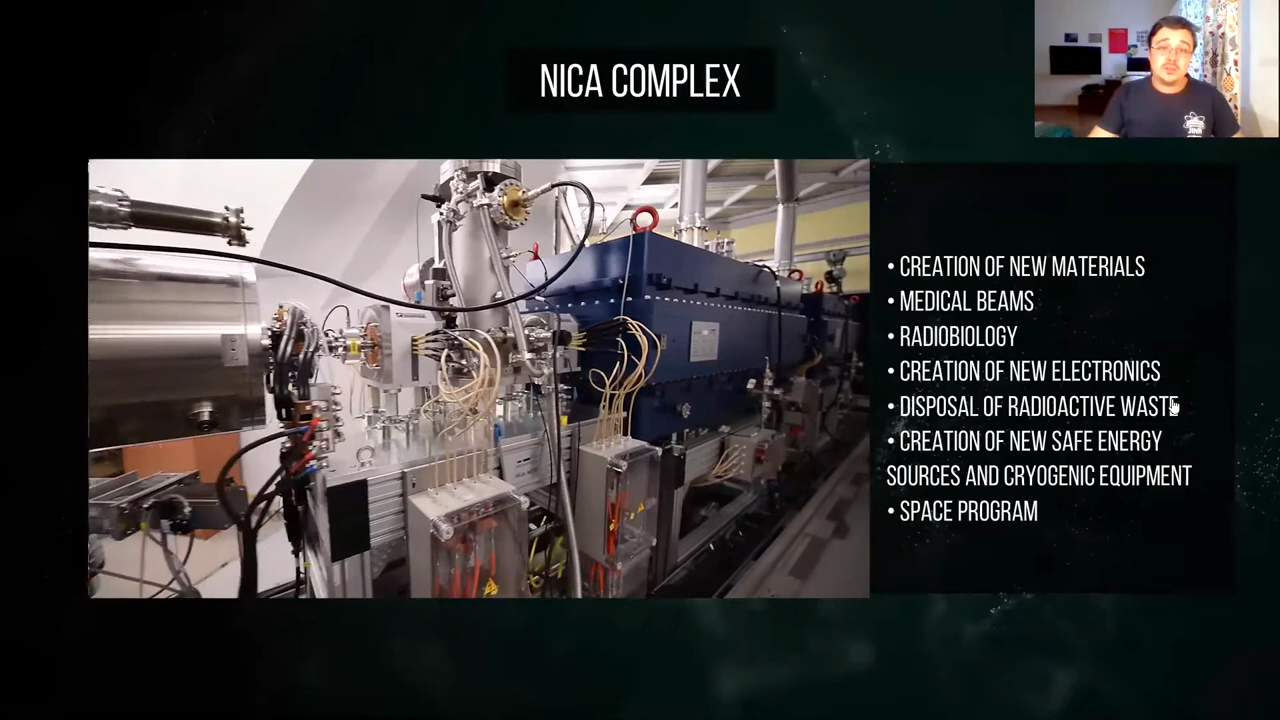 NICA COMPLEX
• CREATION OF NEW MATERIALS
• MEDICAL BEAMS
• RADIOBIOLOGY
• CREATION OF NEW ELECTRONICS
• DISPOSAL OF RADIOACTIVE WASTE
• CREATION OF NEW SAFE ENERGY
SOURCES AND CRYOGENIC EQUIPMENT
• SPACE PROGRAM
JINR